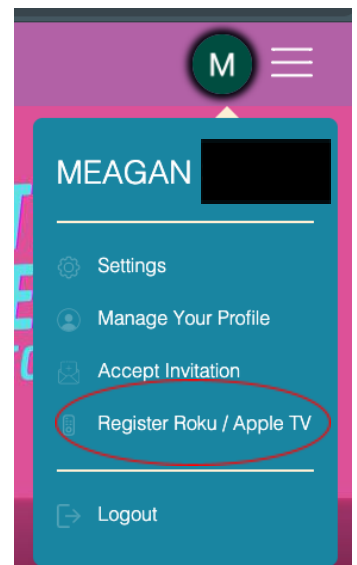 M
MEAGAN
Settings
Manage Your Profile
Accept Invitation
Register Roku / Apple TV
Logout